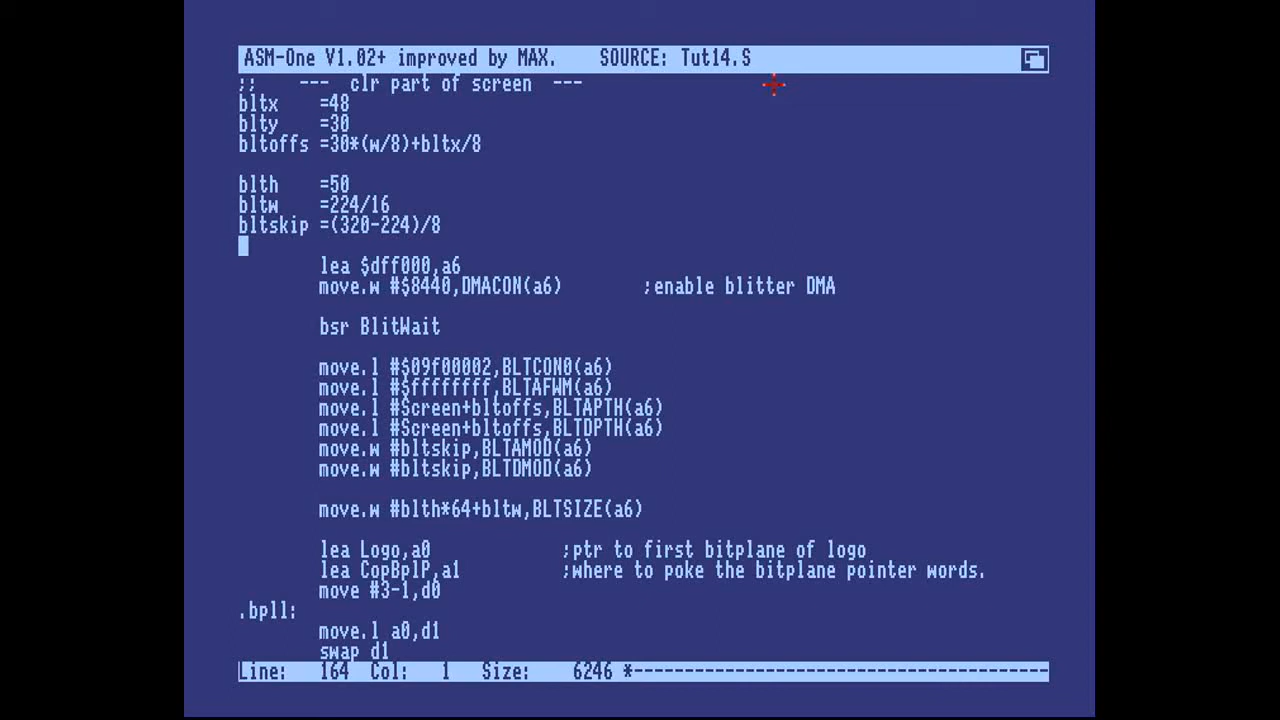 ASM-One V1.02+ improved by MAX.    SOURCE: Tut14.S
;;    ---  clr part of screen  ---
bltx    =48
blty    =30
bltoffs =30*(w/8)+bltx/8
blth    =50
bltw    =224/16
bltskip =(320-224)/8
        lea $dff000,a6
        move.w #$8440,DMACON(a6)        ;enable blitter DMA
        bsr BlitWait
        move.l #$09f00002,BLTCON0(a6)
        move.l #$ffffffff,BLTAFWM(a6)
        move.l #Screen+bltoffs,BLTAPTH(a6)
        move.l #Screen+bltoffs,BLTDPTH(a6)
        move.w #bltskip,BLTAMOD(a6)
        move.w #bltskip,BLTDMOD(a6)
        move.w #blth*64+bltw,BLTSIZE(a6)
        lea Logo,a0             ;ptr to first bitplane of logo
        lea CopBplP,a1          ;where to poke the bitplane pointer words.
        move #3-1,d0
.bpll:
        move.l a0,d1
        swap d1
Line:   164 Col:   1   Size:    6246 *-----------------------------------------